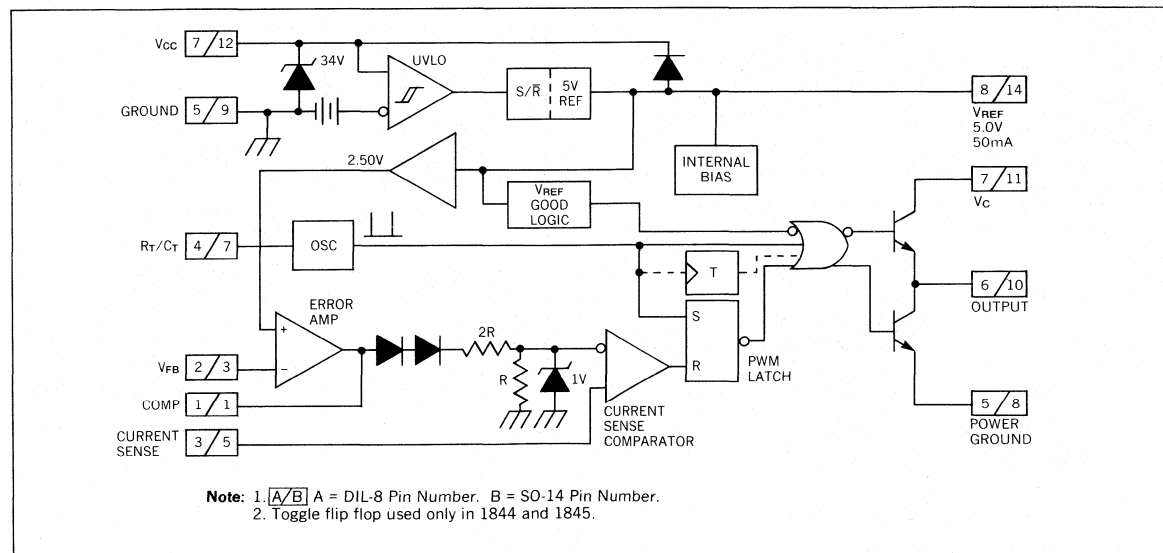 Vcc 7/12
34V
UVLO
S/R̅
5V
REF
8/14
VREF
5.0V
50mA
GROUND 5/9
2.50V
INTERNAL
BIAS
7/11
Vc
VREF
GOOD
LOGIC
RT/CT 4/7
OSC
T
6/10
OUTPUT
ERROR
AMP
+
−
2R
S
R
PWM
LATCH
VFB 2/3
R
1V
COMP 1/1
CURRENT
SENSE
COMPARATOR
5/8
POWER
GROUND
CURRENT
SENSE
3/5
Note: 1. A/B A = DIL-8 Pin Number. B = SO-14 Pin Number.
2. Toggle flip flop used only in 1844 and 1845.